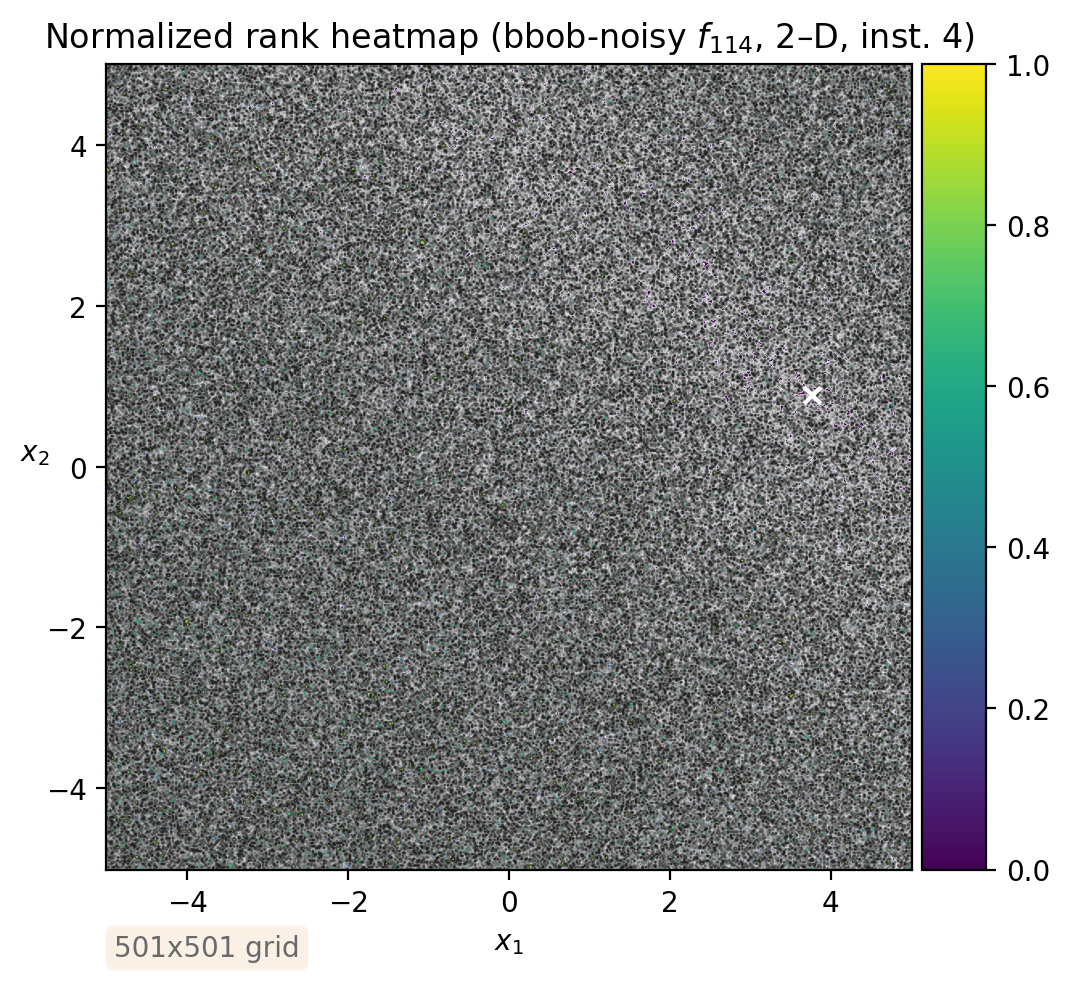 Normalized rank heatmap (bbob-noisy f₁₁₄, 2–D, inst. 4)
1.0
0.8
0.6
0.4
0.2
0.0
4
2
0
−2
−4
x₂
−4 −2 0 2 4
x₁
501x501 grid